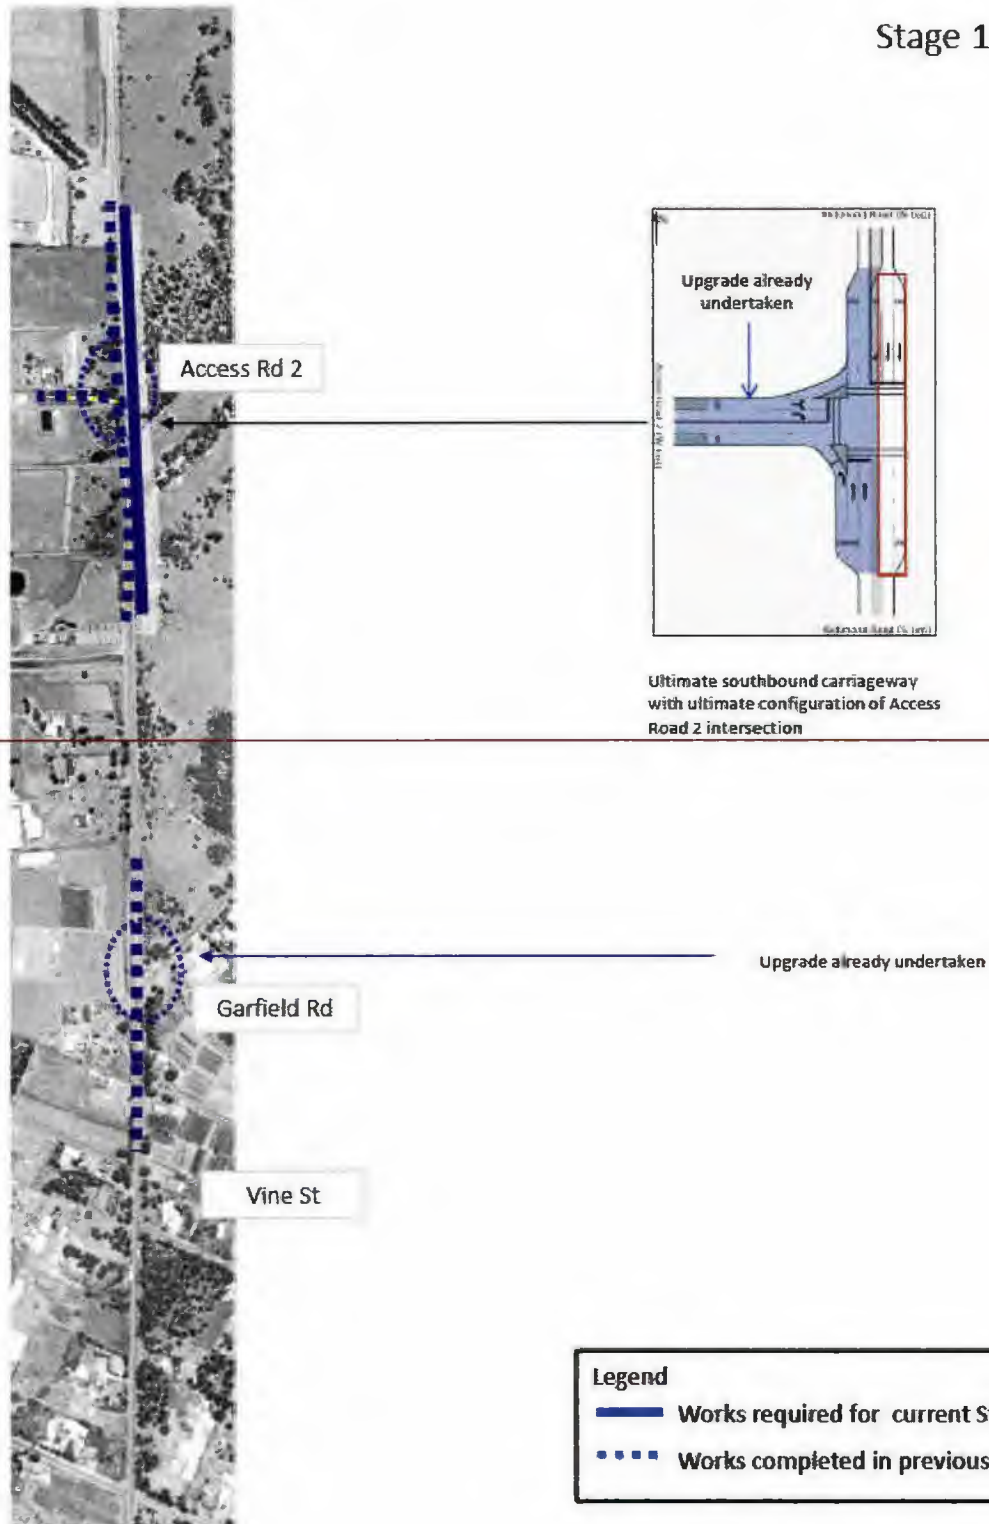 Stage 1
Upgrade already
undertaken
Access Rd 2
Ultimate southbound carriageway
with ultimate configuration of Access
Road 2 intersection
Upgrade already undertaken
Garfield Rd
Vine St
Legend
Works required for current S
Works completed in previous